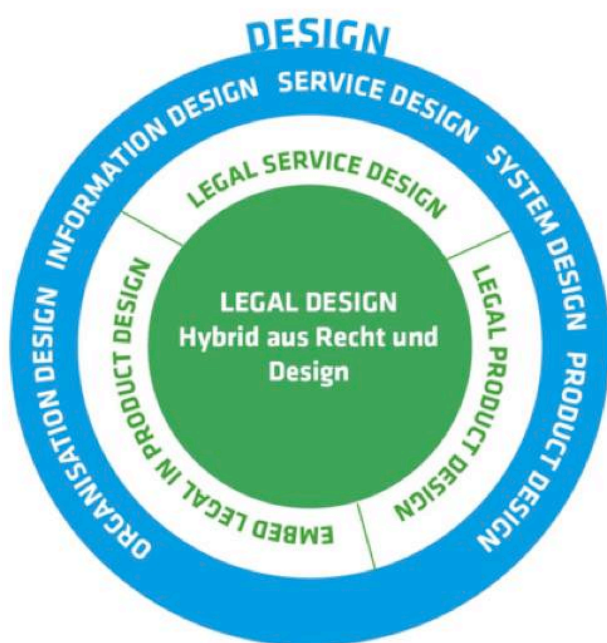 DESIGN
ORGANISATION DESIGN
INFORMATION DESIGN
SERVICE DESIGN
SYSTEM DESIGN
PRODUCT DESIGN
LEGAL SERVICE DESIGN
LEGAL PRODUCT DESIGN
EMBED LEGAL IN PRODUCT DESIGN
LEGAL DESIGN
Hybrid aus Recht und
Design